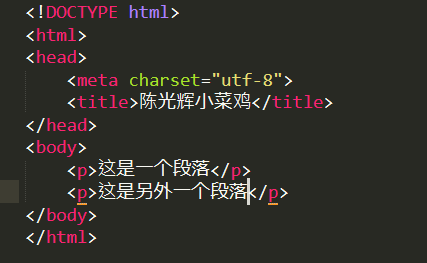 <!DOCTYPE html>
<html>
<head>
    <meta charset="utf-8">
    <title>陈光辉小菜鸡</title>
</head>
<body>
    <p>这是一个段落</p>
    <p>这是另外一个段落</p>
</body>
</html>